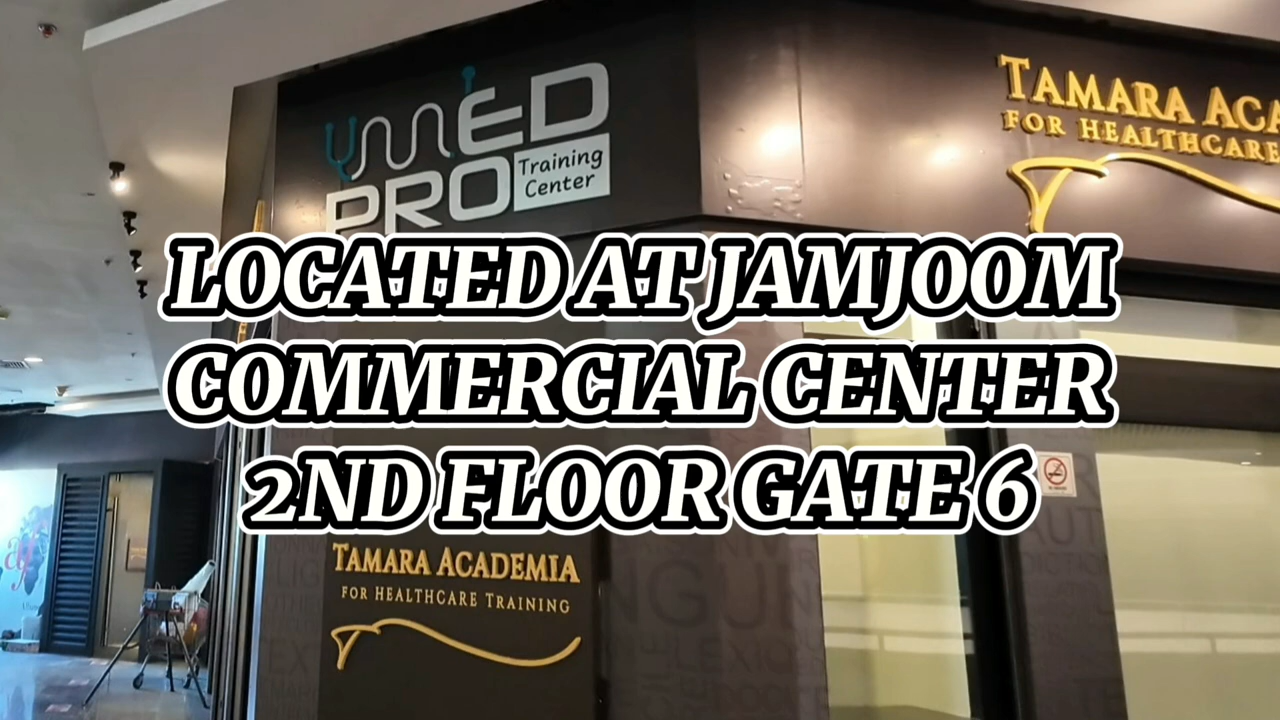 UMED
PRO
Training
Center
TAMARA ACA
FOR HEALTHCARE
LOCATED AT JAMJOOM
COMMERCIAL CENTER
2ND FLOOR GATE 6
TAMARA ACADEMIA
FOR HEALTHCARE TRAINING